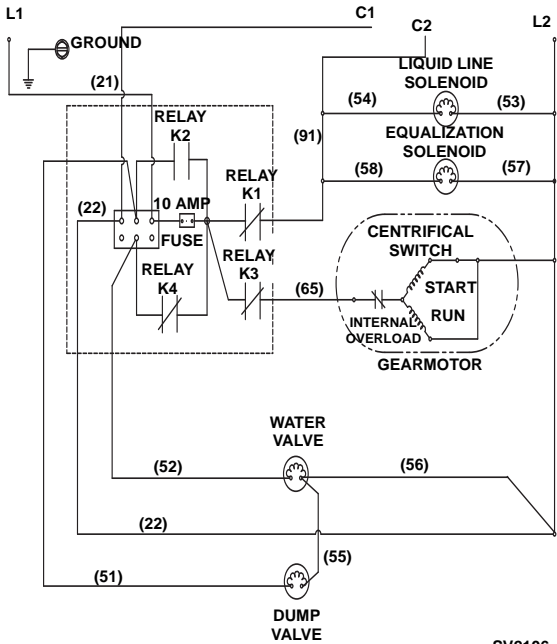 L1
C1
C2
L2
GROUND
LIQUID LINE
SOLENOID
(21)
(54)
(53)
RELAY
K2
(91)
EQUALIZATION
SOLENOID
RELAY
K1
(58)
(57)
(22)
10 AMP
FUSE
CENTRIFICAL
SWITCH
RELAY
K3
RELAY
K4
(65)
START
RUN
INTERNAL
OVERLOAD
GEARMOTOR
WATER
VALVE
(52)
(56)
(22)
(55)
(51)
DUMP
VALVE